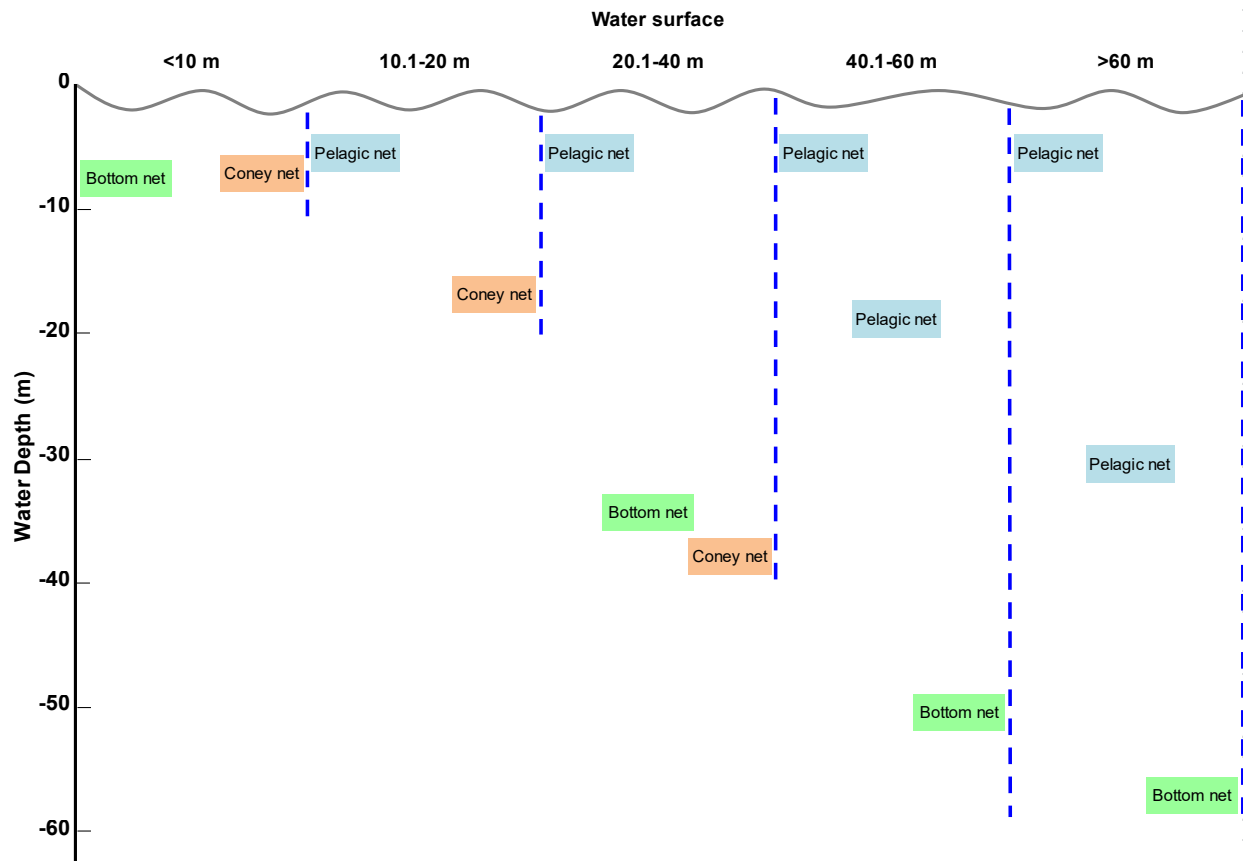 Water surface
<10 m
10.1-20 m
20.1-40 m
40.1-60 m
>60 m
0
Pelagic net
Pelagic net
Pelagic net
Pelagic net
Bottom net
Coney net
-10
Coney net
Pelagic net
-20
-30
Pelagic net
Water Depth (m)
Bottom net
Coney net
-40
-50
Bottom net
Bottom net
-60